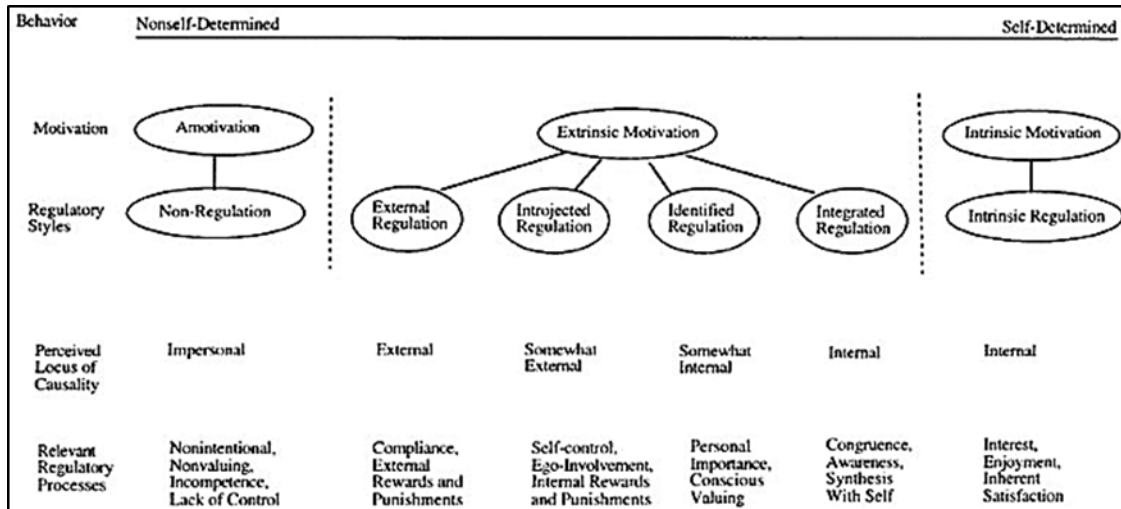 Behavior
Nonself-Determined
Self-Determined
Motivation
Amotivation
Extrinsic Motivation
Intrinsic Motivation
Regulatory
Styles
Non-Regulation
External
Regulation
Introjected
Regulation
Identified
Regulation
Integrated
Regulation
Intrinsic Regulation
Perceived
Locus of
Causality
Impersonal
External
Somewhat
External
Somewhat
Internal
Internal
Internal
Relevant
Regulatory
Processes
Nonintentional,
Nonvaluing,
Incompetence,
Lack of Control
Compliance,
External
Rewards and
Punishments
Self-control,
Ego-Involvement,
Internal Rewards
and Punishments
Personal
Importance,
Conscious
Valuing
Congruence,
Awareness,
Synthesis
With Self
Interest,
Enjoyment,
Inherent
Satisfaction